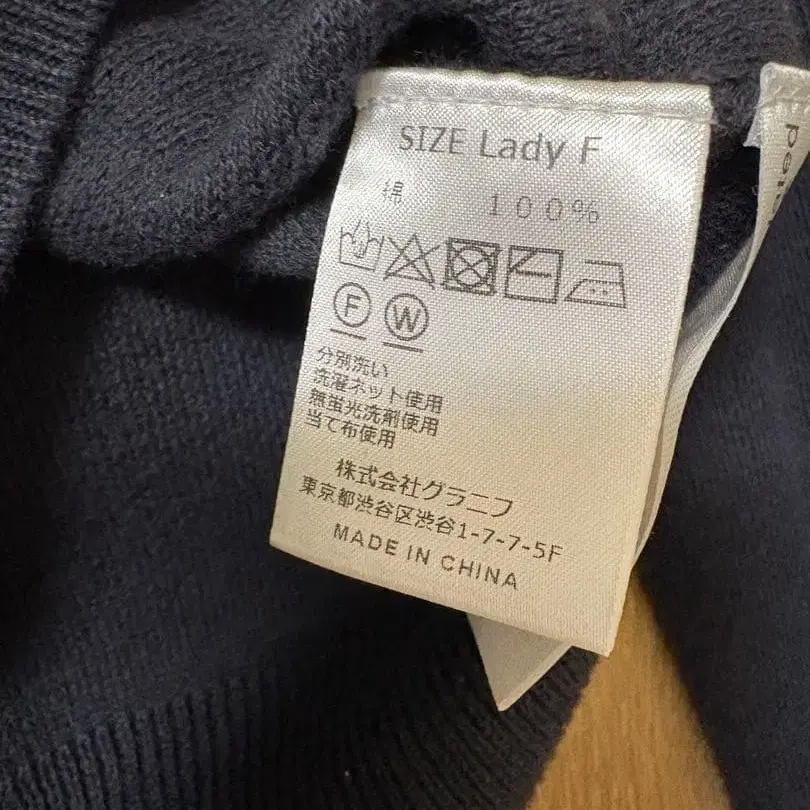 SIZE Lady F
綿 100%
F W
分別洗い
洗濯ネット使用
無蛍光洗剤使用
当て布使用
株式会社グラニフ
東京都渋谷区渋谷1-7-7-5F
MADE IN CHINA